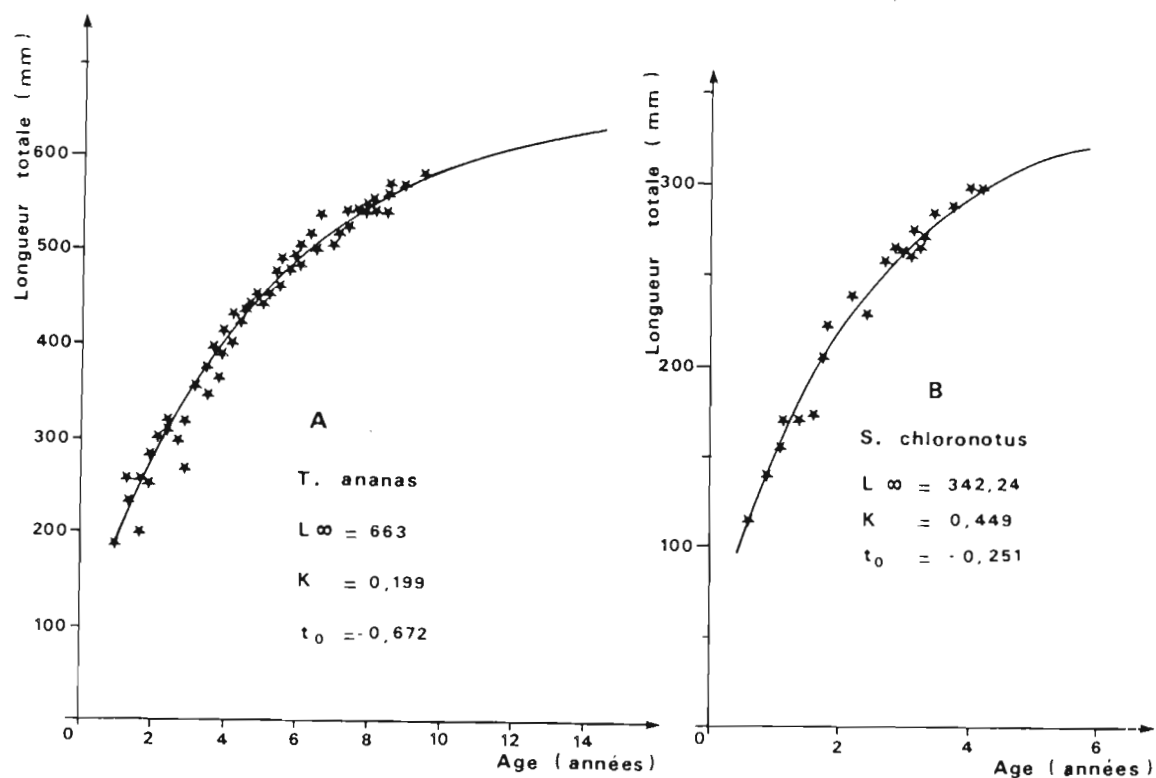 Longueur totale (mm)
600
500
400
300
200
100
0 2 4 6 8 10 12 14
Age (années)
A
T. ananas
L ∞ = 663
K = 0,199
t0 = -0,672
Longueur totale (mm)
300
200
100
0 2 4 6
Age (années)
B
S. chloronotus
L ∞ = 342,24
K = 0,449
t0 = -0,251